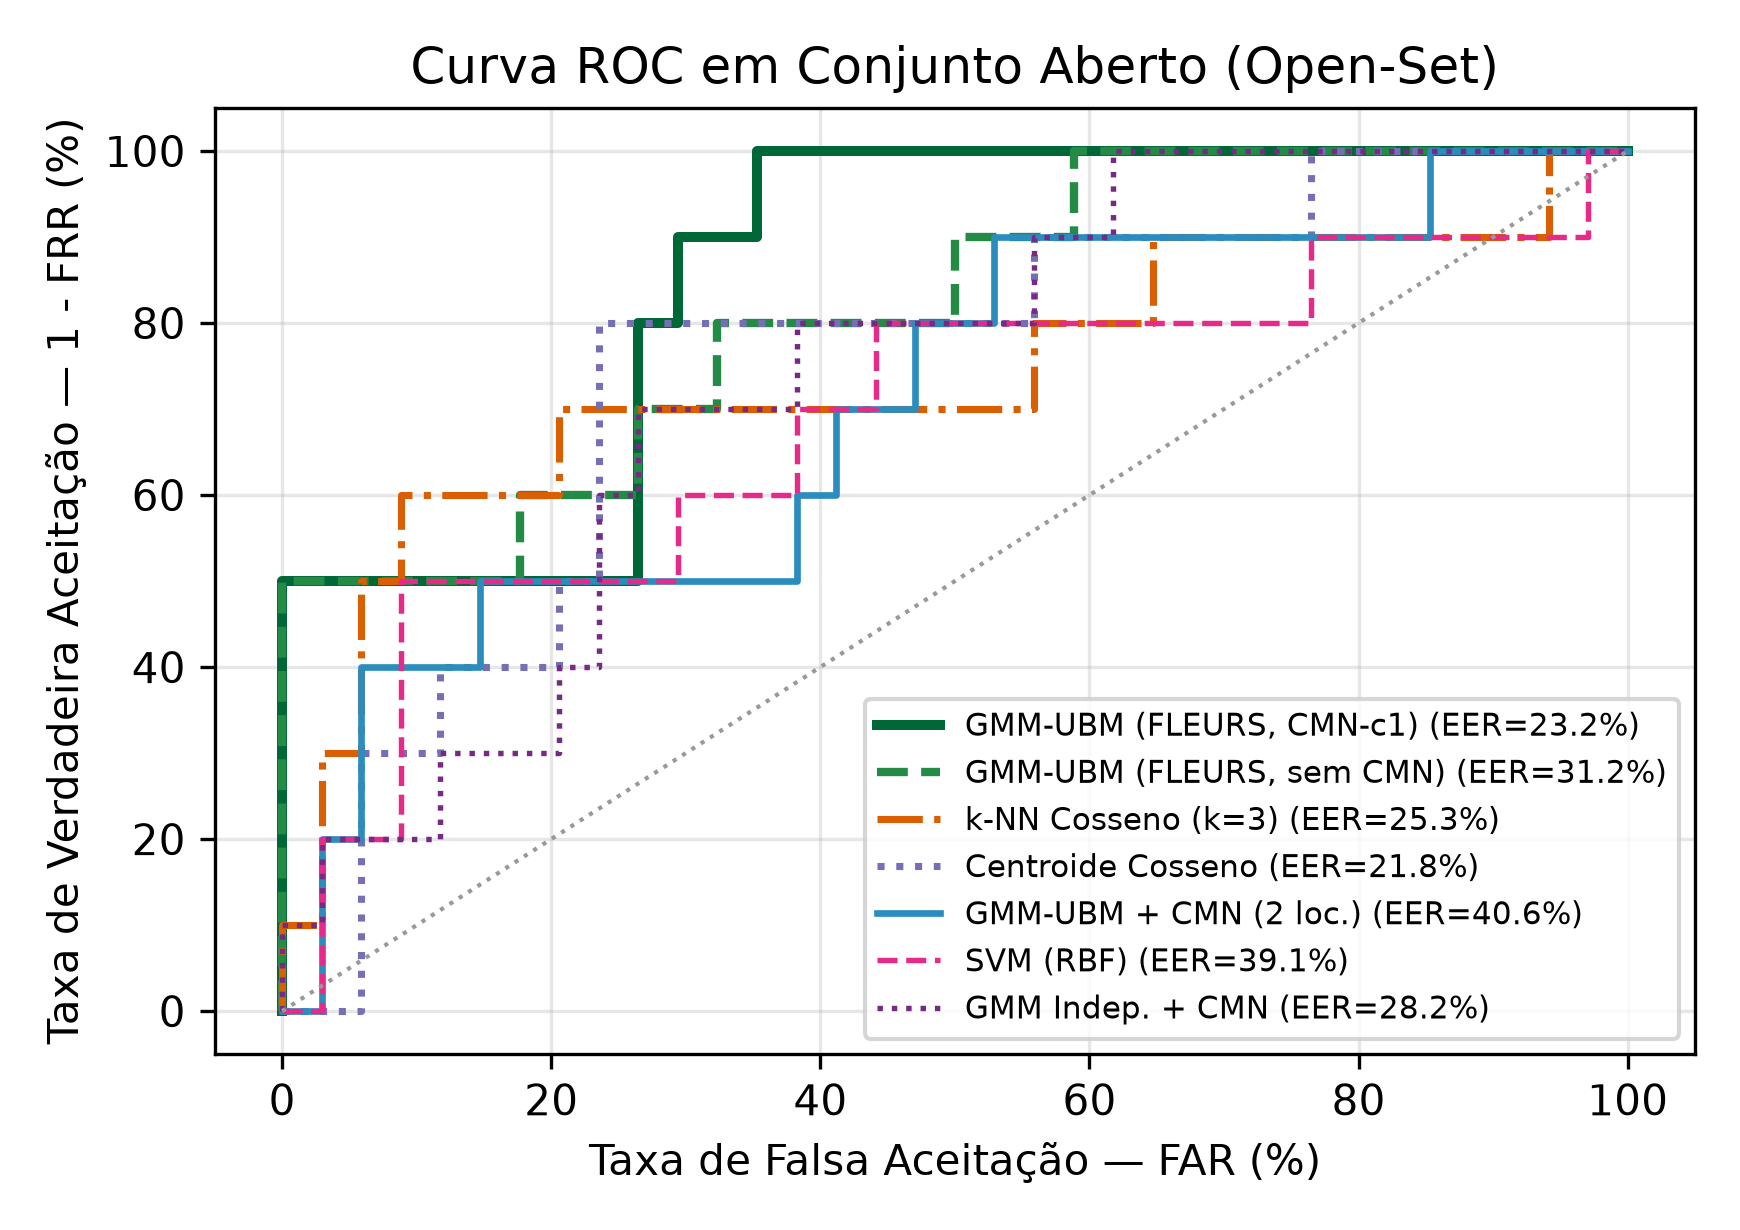 Curva ROC em Conjunto Aberto (Open-Set)
Taxa de Verdadeira Aceitação — 1 - FRR (%)
100
80
60
40
20
0
GMM-UBM (FLEURS, CMN-c1) (EER=23.2%)
GMM-UBM (FLEURS, sem CMN) (EER=31.2%)
k-NN Cosseno (k=3) (EER=25.3%)
Centroide Cosseno (EER=21.8%)
GMM-UBM + CMN (2 loc.) (EER=40.6%)
SVM (RBF) (EER=39.1%)
GMM Indep. + CMN (EER=28.2%)
0 20 40 60 80 100
Taxa de Falsa Aceitação — FAR (%)